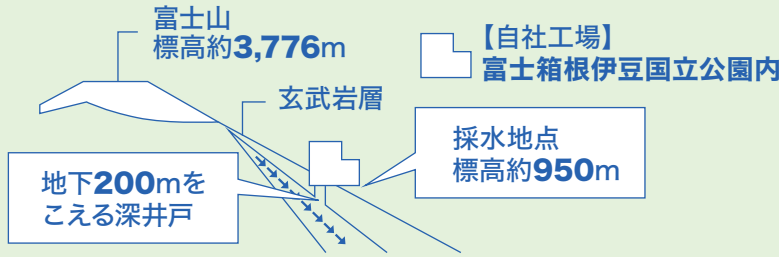 富士山
標高約3,776m
【自社工場】
富士箱根伊豆国立公園内
玄武岩層
採水地点
標高約950m
地下200mを
こえる深井戸